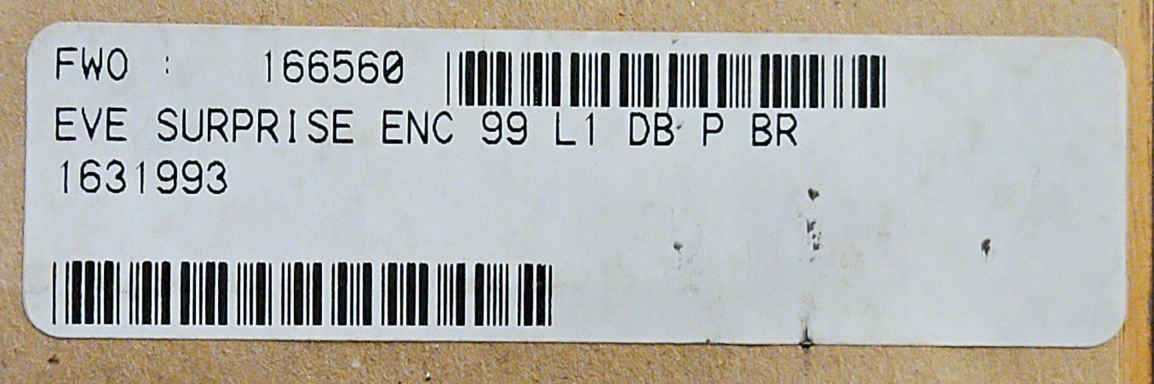 FWO : 166560
EVE SURPRISE ENC 99 L1 DB P BR
1631993